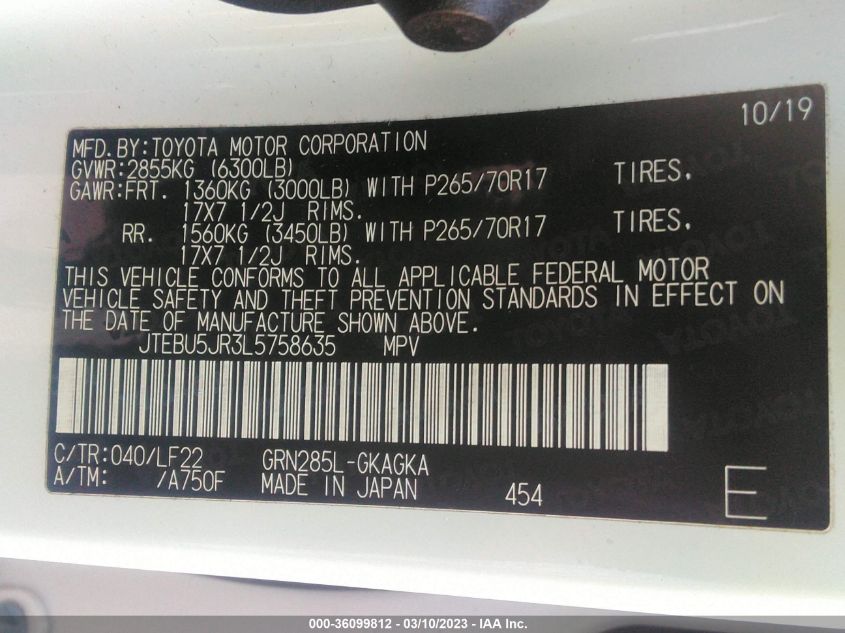 10/19
MFD.BY:TOYOTA MOTOR CORPORATION
GVWR:2855KG (6300LB)
GAWR:FRT. 1360KG (3000LB) WITH P265/70R17 TIRES.
17X7 1/2J RIMS.
RR. 1560KG (3450LB) WITH P265/70R17 TIRES.
17X7 1/2J RIMS.
THIS VEHICLE CONFORMS TO ALL APPLICABLE FEDERAL MOTOR
VEHICLE SAFETY AND THEFT PREVENTION STANDARDS IN EFFECT ON
THE DATE OF MANUFACTURE SHOWN ABOVE.
JTEBU5JR3L5758635 MPV
C/TR:040/LF22 GRN285L-GKAGKA
A/TM: /A750F MADE IN JAPAN 454 E
000-36099812 - 03/10/2023 - IAA Inc.